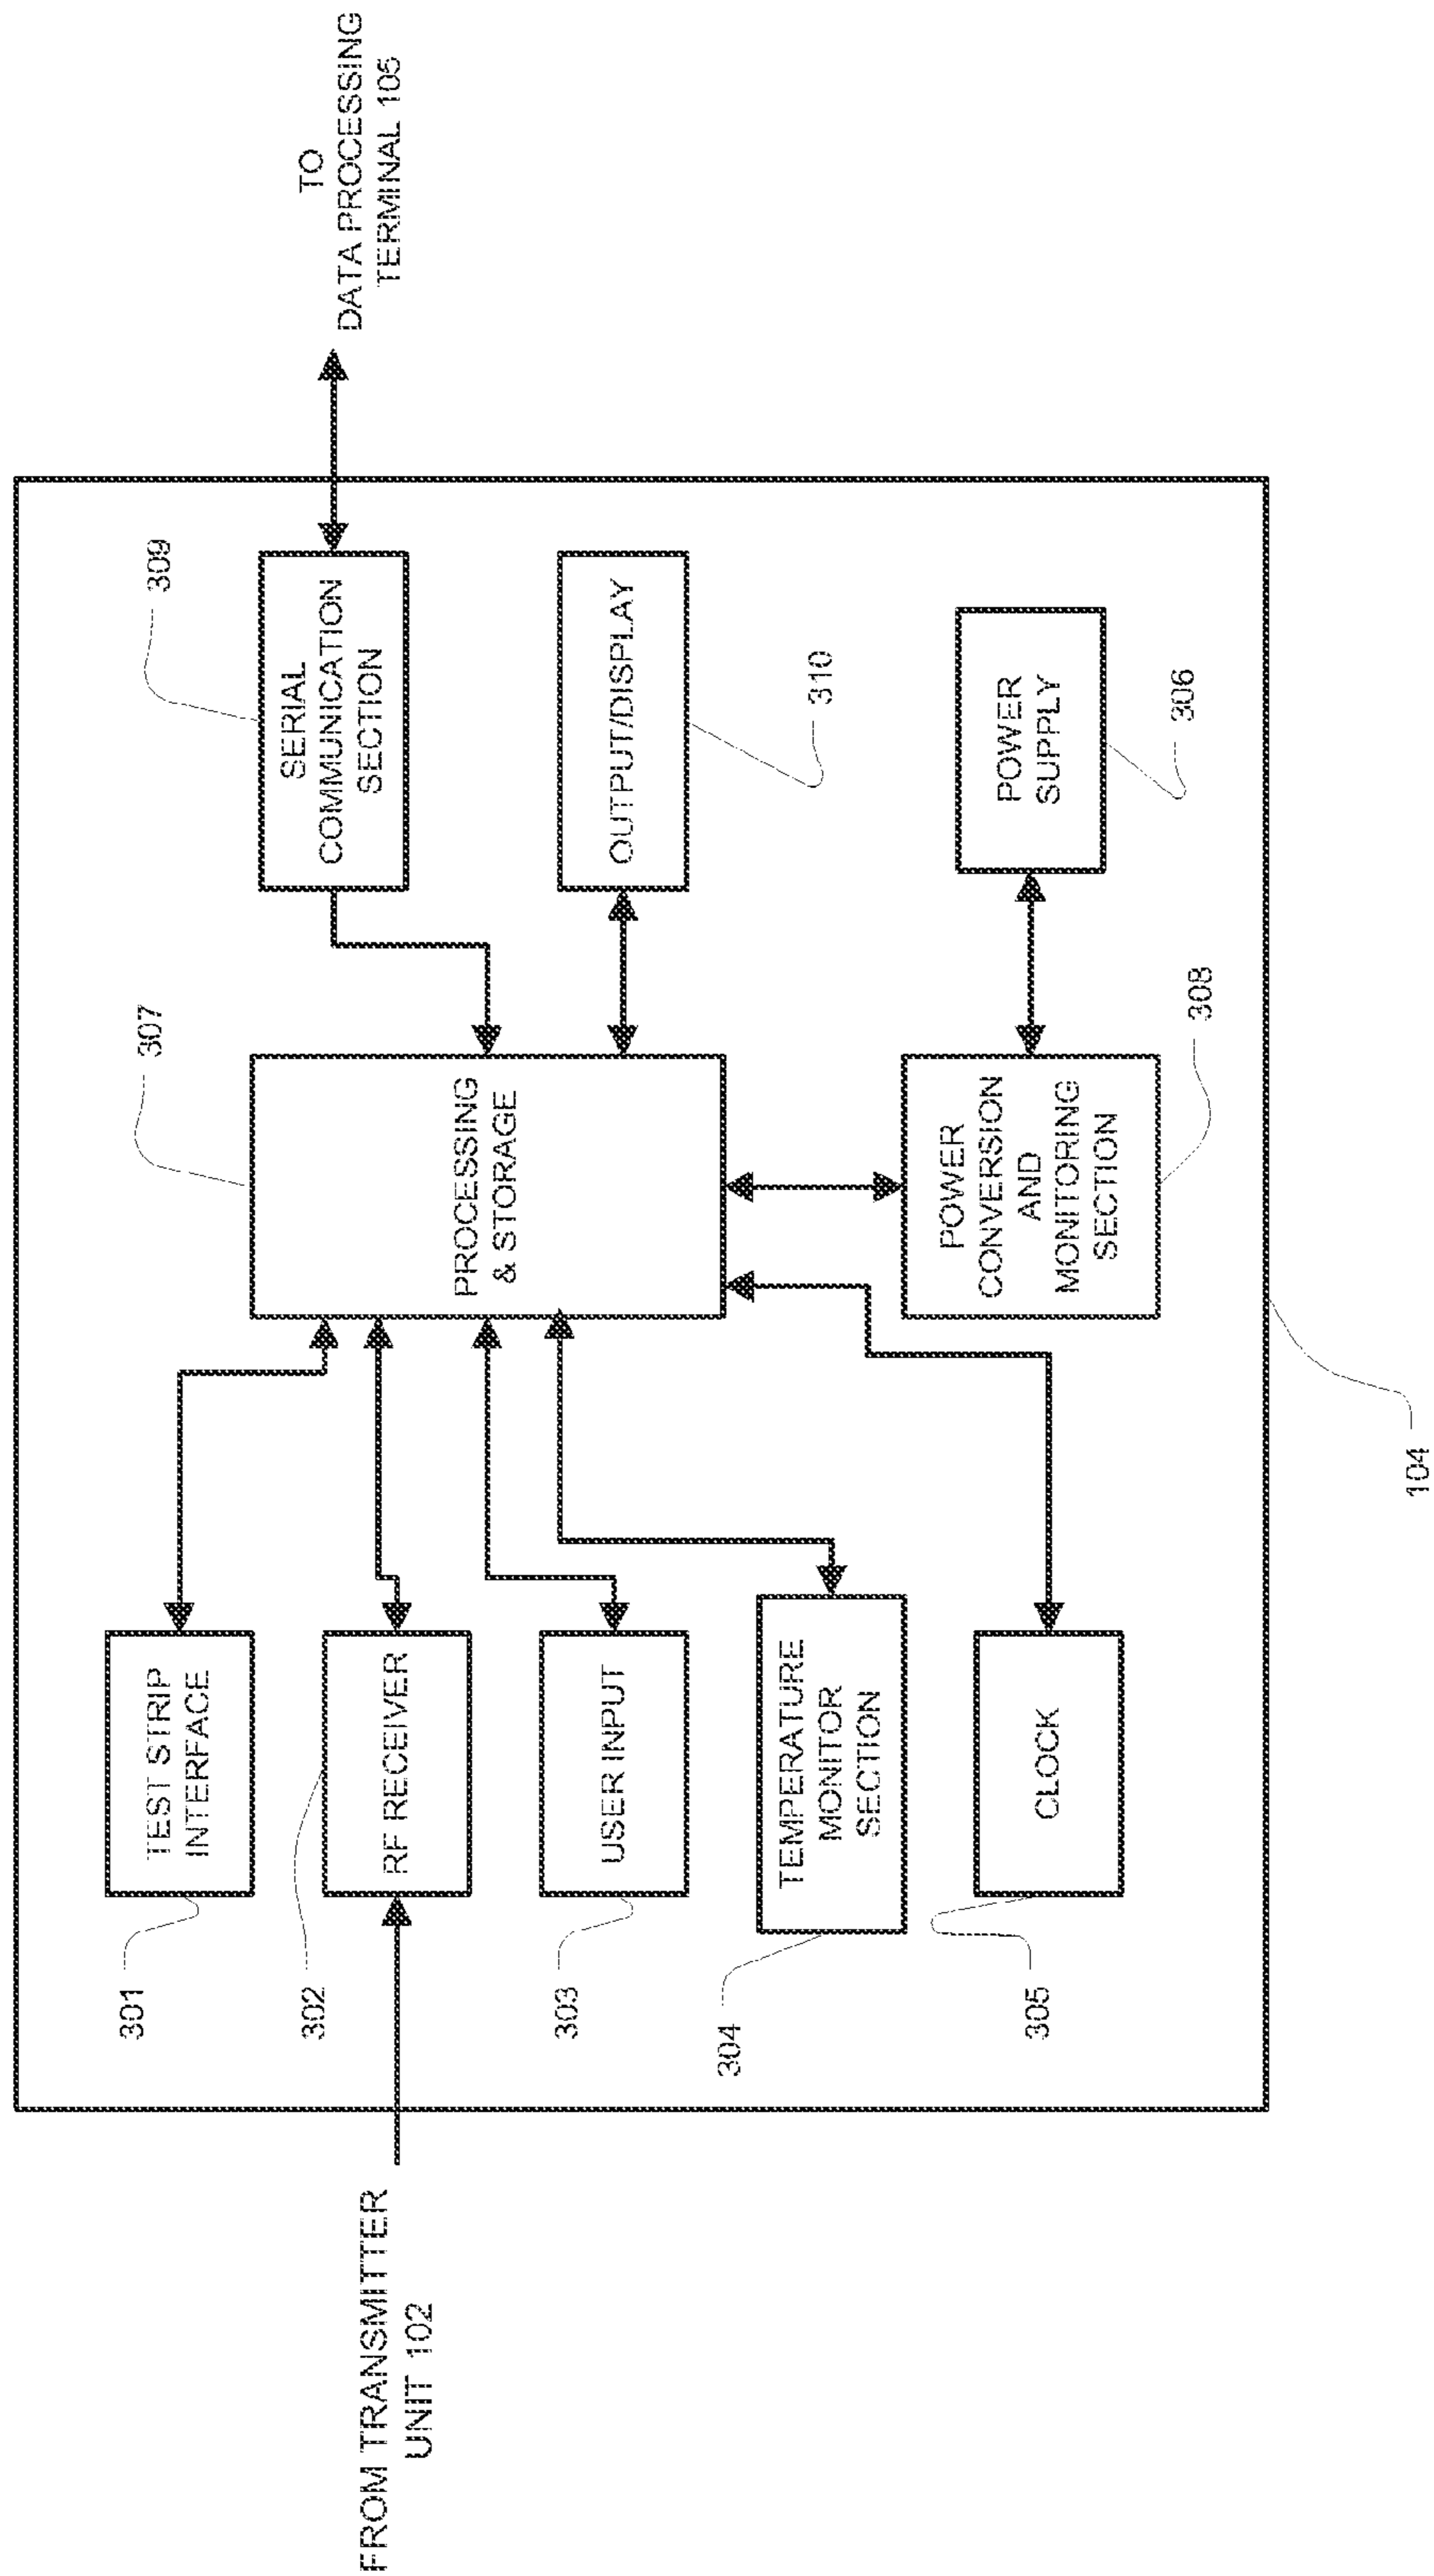 FROM TRANSMITTER
UNIT 102
301
TEST STRIP
INTERFACE
302
RF RECEIVER
303
USER INPUT
304
TEMPERATURE
MONITOR
SECTION
305
CLOCK
307
PROCESSING
& STORAGE
308
POWER
CONVERSION
AND
MONITORING
SECTION
309
SERIAL
COMMUNICATION
SECTION
310
OUTPUT/DISPLAY
306
POWER
SUPPLY
104
TO
DATA PROCESSING
TERMINAL 105